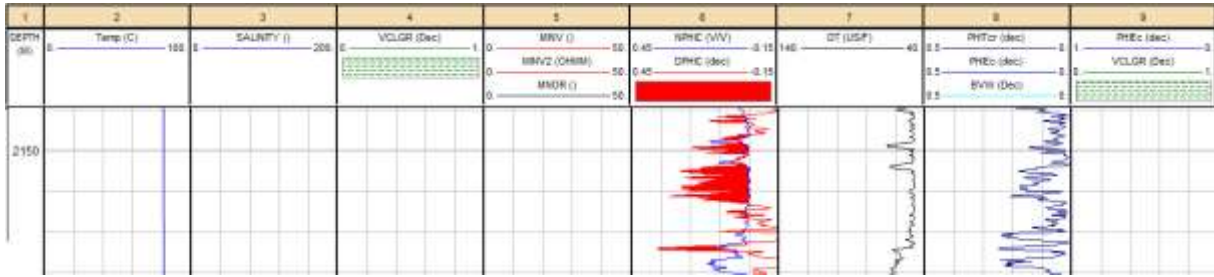 1 2 3 4 5 6 7 8 9
DEPTH (M)
Temp (C)
0. 100.
SALINITY ()
0. 200.
VCLGR (Dec)
0. 1.
MINV ()
0. 50.
MINV2 (OHMM)
0. 50.
MNOR ()
0. 50.
NPHC (V/V)
0.45 -0.15
DPHC (dec)
0.45 -0.15
DT (US/F)
140. 40.
PHITcr (dec)
0.5 0.
PHIEc (dec)
0.5 0.
BVW (Dec)
0.5 0.
PHIEc (dec)
1. 0.
VCLGR (Dec)
0. 1.
2150